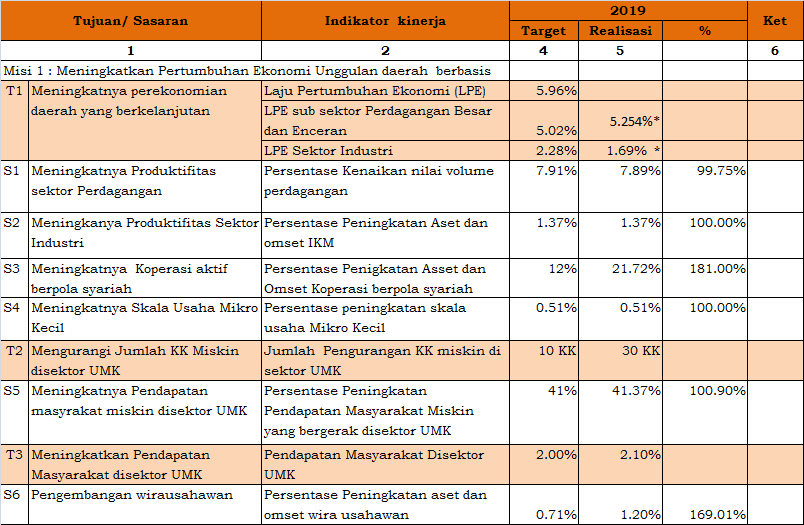 Tujuan/ Sasaran Indikator kinerja 2019 Ket
Target Realisasi %
1 2 4 5 6
Misi 1 : Meningkatkan Pertumbuhan Ekonomi Unggulan daerah berbasis
T1 Meningkatnya perekonomian Laju Pertumbuhan Ekonomi (LPE) 5.96%
daerah yang berkelanjutan LPE sub sektor Perdagangan Besar
dan Enceran 5.02% 5.254%*
LPE Sektor Industri 2.28% 1.69% *
S1 Meningkatnya Produktifitas Persentase Kenaikan nilai volume 7.91% 7.89% 99.75%
sektor Perdagangan perdagangan
S2 Meningkanya Produktifitas Sektor Persentase Peningkatan Aset dan 1.37% 1.37% 100.00%
Industri omset IKM
S3 Meningkatnya Koperasi aktif Persentase Penigkatan Asset dan 12% 21.72% 181.00%
berpola syariah Omset Koperasi berpola syariah
S4 Meningkatnya Skala Usaha Mikro Persentase peningkatan skala 0.51% 0.51% 100.00%
Kecil usaha Mikro Kecil
T2 Mengurangi Jumlah KK Miskin Jumlah Pengurangan KK miskin di 10 KK 30 KK
disektor UMK sektor UMK
S5 Meningkatnya Pendapatan Persentase Peningkatan 41% 41.37% 100.90%
masyrakat miskin disektor UMK Pendapatan Masyarakat Miskin
yang bergerak disektor UMK
T3 Meningkatkan Pendapatan Pendapatan Masyarakat Disektor 2.00% 2.10%
Masyarakat disektor UMK UMK
S6 Pengembangan wirausahawan Persentase Peningatan aset dan
omset wira usahawan 0.71% 1.20% 169.01%